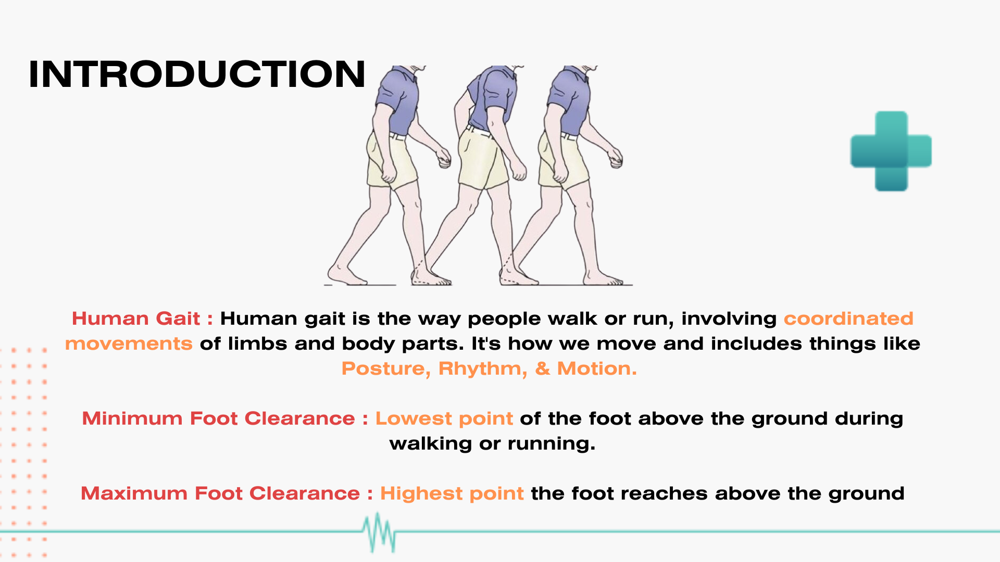 INTRODUCTION
Human Gait : Human gait is the way people walk or run, involving coordinated
movements of limbs and body parts. It's how we move and includes things like
Posture, Rhythm, & Motion.
Minimum Foot Clearance : Lowest point of the foot above the ground during
walking or running.
Maximum Foot Clearance : Highest point the foot reaches above the ground